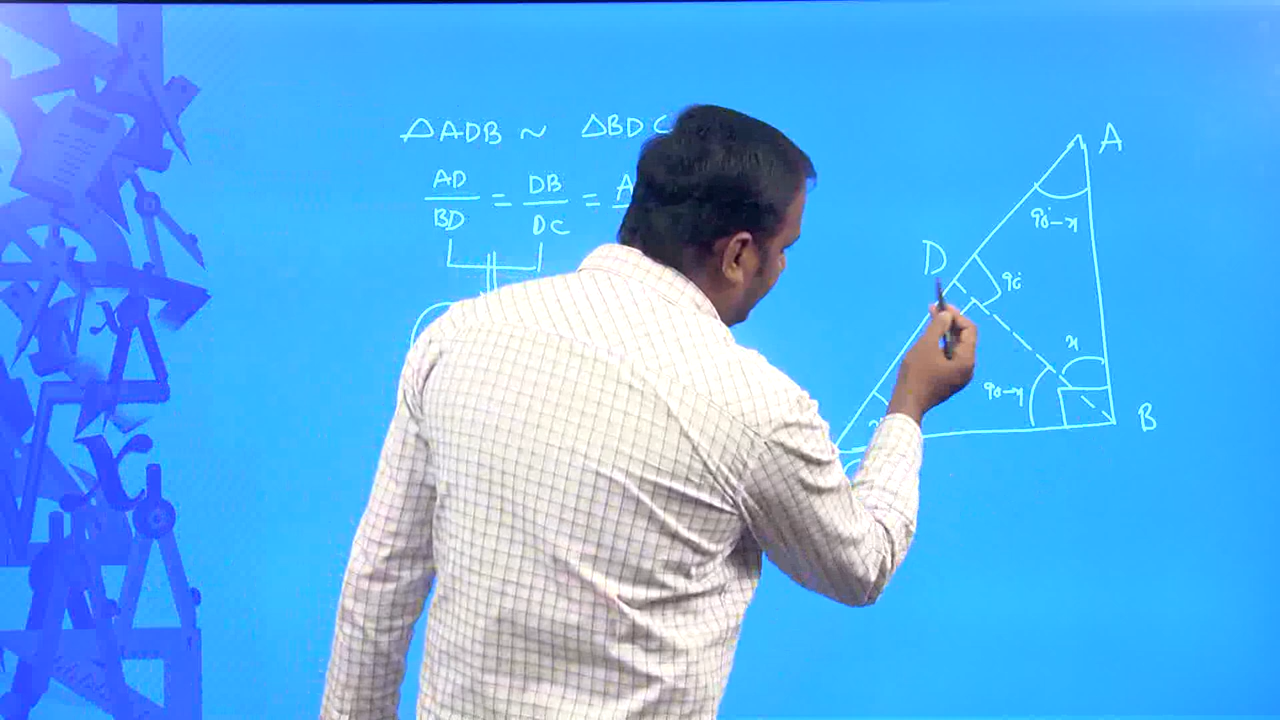 △ADB ~ △BDC
AD/BD = DB/DC = A
A
90°-x
D
90°
x
90-x
x
B